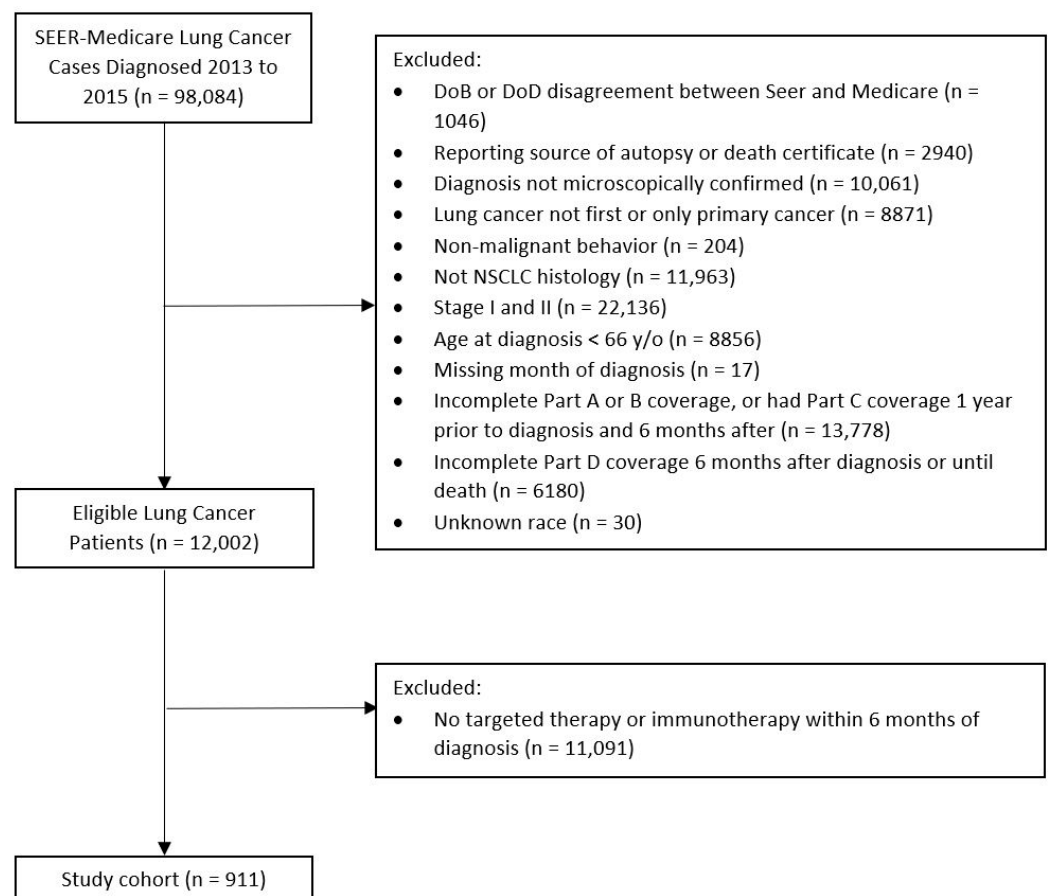 SEER-Medicare Lung Cancer
Cases Diagnosed 2013 to
2015 (n = 98,084)
Excluded:
• DoB or DoD disagreement between Seer and Medicare (n =
1046)
• Reporting source of autopsy or death certificate (n = 2940)
• Diagnosis not microscopically confirmed (n = 10,061)
• Lung cancer not first or only primary cancer (n = 8871)
• Non-malignant behavior (n = 204)
• Not NSCLC histology (n = 11,963)
• Stage I and II (n = 22,136)
• Age at diagnosis < 66 y/o (n = 8856)
• Missing month of diagnosis (n = 17)
• Incomplete Part A or B coverage, or had Part C coverage 1 year
prior to diagnosis and 6 months after (n = 13,778)
• Incomplete Part D coverage 6 months after diagnosis or until
death (n = 6180)
• Unknown race (n = 30)
Eligible Lung Cancer
Patients (n = 12,002)
Excluded:
• No targeted therapy or immunotherapy within 6 months of
diagnosis (n = 11,091)
Study cohort (n = 911)